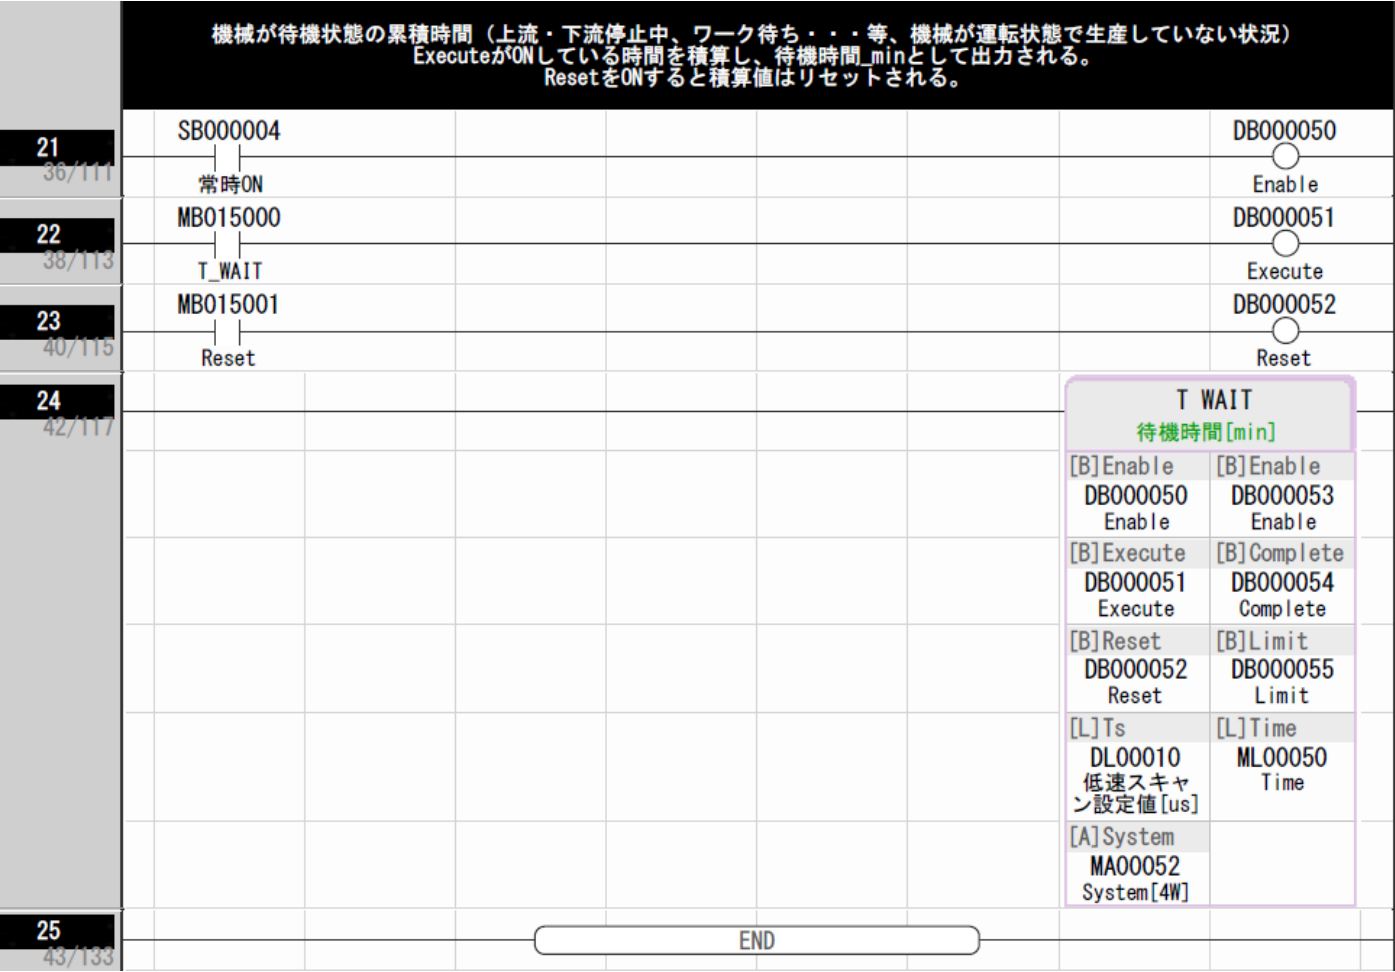 機械が待機状態の累積時間（上流・下流停止中、ワーク待ち・・・等、機械が運転状態で生産していない状況）
ExecuteがONしている時間を積算し、待機時間_minとして出力される。
ResetをONすると積算値はリセットされる。
21
36/111
SB000004
常時ON
DB000050
Enable
22
38/113
MB015000
T_WAIT
DB000051
Execute
23
40/115
MB015001
Reset
DB000052
Reset
24
42/117
T WAIT
待機時間[min]
[B]Enable [B]Enable
DB000050 DB000053
Enable Enable
[B]Execute [B]Complete
DB000051 DB000054
Execute Complete
[B]Reset [B]Limit
DB000052 DB000055
Reset Limit
[L]Ts [L]Time
DL00010 ML00050
低速スキャ Time
ン設定値[us]
[A]System
MA00052
System[4W]
25
43/133
END